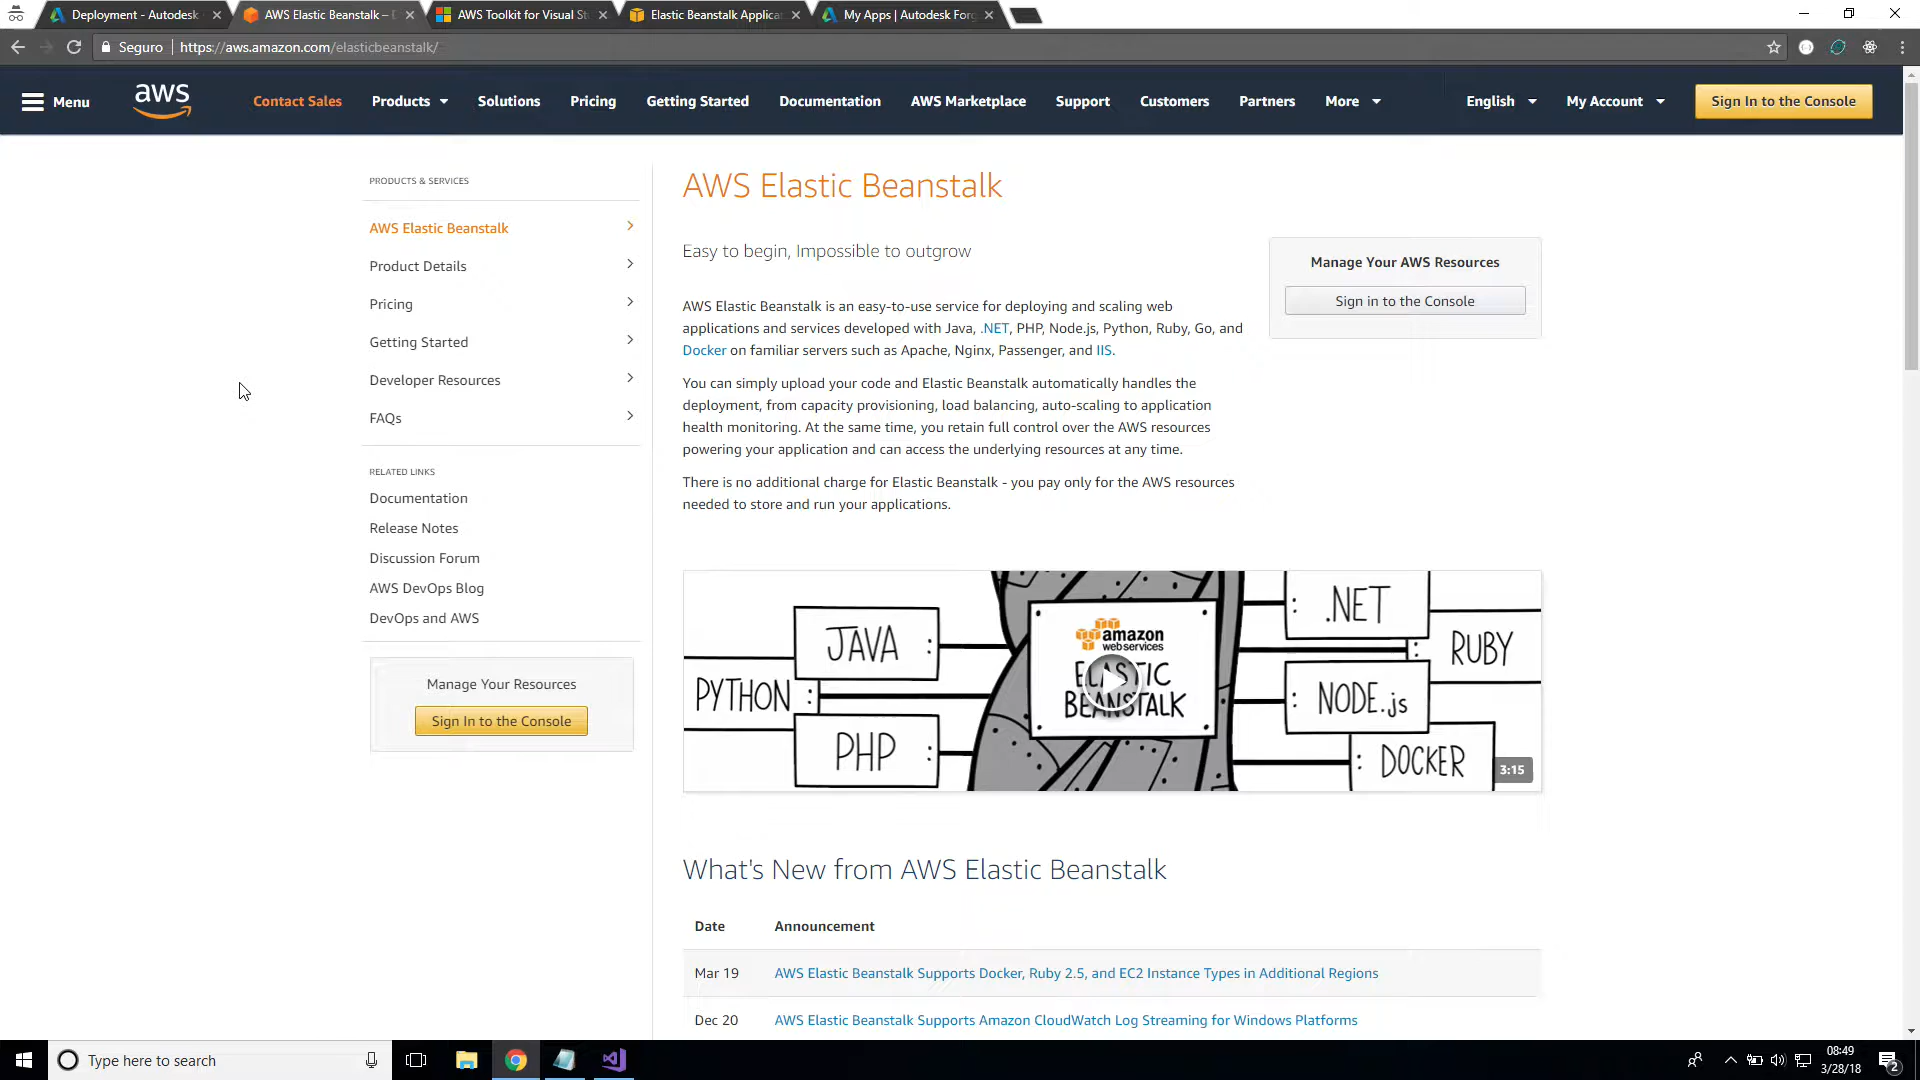 Deployment - Autodesk
AWS Elastic Beanstalk – D
AWS Toolkit for Visual St
Elastic Beanstalk Applicat
My Apps | Autodesk Forg
Seguro
https://aws.amazon.com/elasticbeanstalk/
Menu
aws
Contact Sales
Products
Solutions
Pricing
Getting Started
Documentation
AWS Marketplace
Support
Customers
Partners
More
English
My Account
Sign In to the Console
PRODUCTS & SERVICES
AWS Elastic Beanstalk
Product Details
Pricing
Getting Started
Developer Resources
FAQs
RELATED LINKS
Documentation
Release Notes
Discussion Forum
AWS DevOps Blog
DevOps and AWS
Manage Your Resources
Sign In to the Console
AWS Elastic Beanstalk
Easy to begin, Impossible to outgrow
AWS Elastic Beanstalk is an easy-to-use service for deploying and scaling web
applications and services developed with Java, .NET, PHP, Node.js, Python, Ruby, Go, and
Docker on familiar servers such as Apache, Nginx, Passenger, and IIS.
You can simply upload your code and Elastic Beanstalk automatically handles the
deployment, from capacity provisioning, load balancing, auto-scaling to application
health monitoring. At the same time, you retain full control over the AWS resources
powering your application and can access the underlying resources at any time.
There is no additional charge for Elastic Beanstalk - you pay only for the AWS resources
needed to store and run your applications.
Manage Your AWS Resources
Sign in to the Console
JAVA :
PYTHON :
PHP :
amazon
web services
ELASTIC
BEANSTALK
: .NET
: RUBY
: NODE.js
: DOCKER
3:15
What's New from AWS Elastic Beanstalk
Date
Announcement
Mar 19
AWS Elastic Beanstalk Supports Docker, Ruby 2.5, and EC2 Instance Types in Additional Regions
Dec 20
AWS Elastic Beanstalk Supports Amazon CloudWatch Log Streaming for Windows Platforms
Type here to search
08:49
3/28/18
2